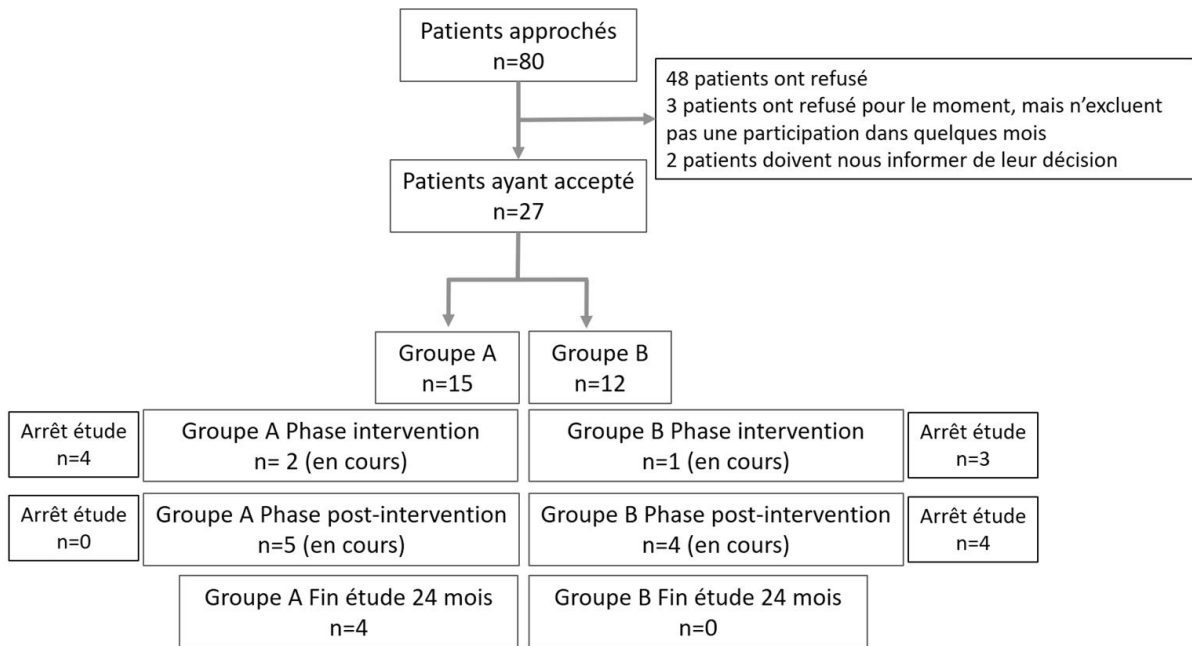 Patients approchés
n=80
48 patients ont refusé
3 patients ont refusé pour le moment, mais n’excluent
pas une participation dans quelques mois
2 patients doivent nous informer de leur décision
Patients ayant accepté
n=27
Groupe A
n=15
Groupe B
n=12
Arrêt étude
n=4
Groupe A Phase intervention
n= 2 (en cours)
Groupe B Phase intervention
n=1 (en cours)
Arrêt étude
n=3
Arrêt étude
n=0
Groupe A Phase post-intervention
n=5 (en cours)
Groupe B Phase post-intervention
n=4 (en cours)
Arrêt étude
n=4
Groupe A Fin étude 24 mois
n=4
Groupe B Fin étude 24 mois
n=0